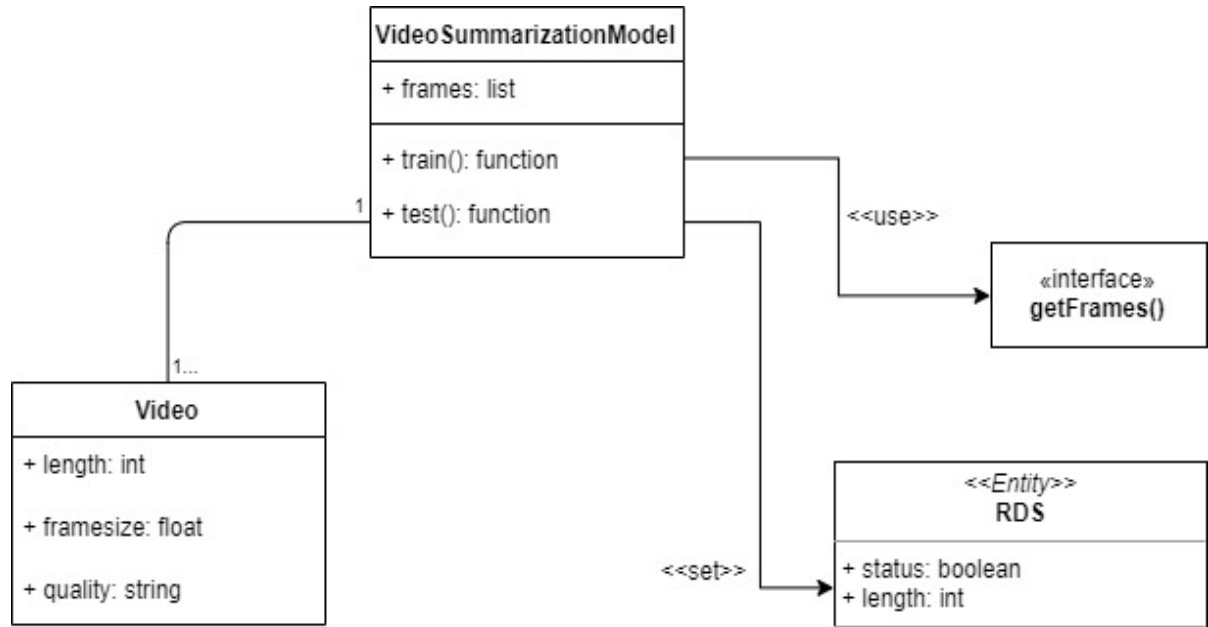 VideoSummarizationModel
+ frames: list
+ train(): function
+ test(): function
1
1...
<<use>>
«interface»
getFrames()
Video
+ length: int
+ framesize: float
+ quality: string
<<set>>
<<Entity>>
RDS
+ status: boolean
+ length: int